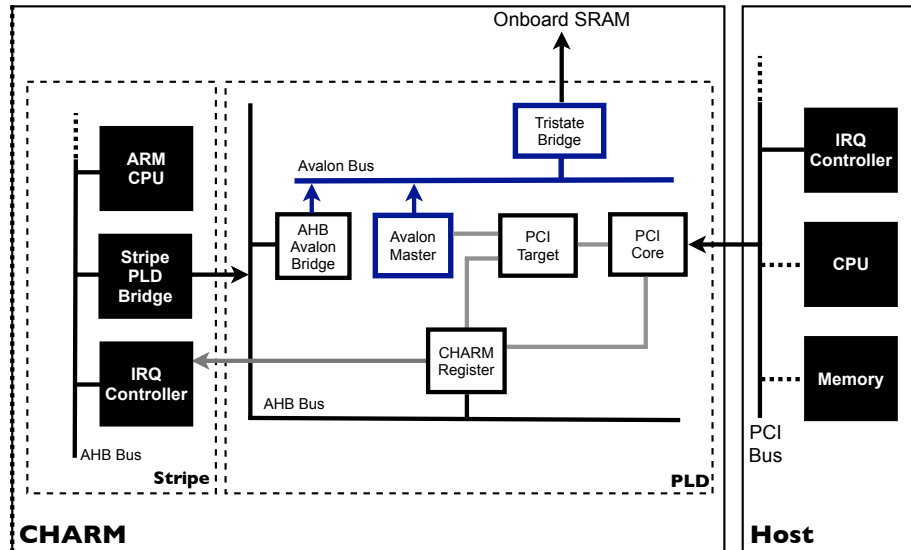 Onboard SRAM
Tristate
Bridge
Avalon Bus
ARM
CPU
IRQ
Controller
AHB
Avalon
Bridge
Avalon
Master
PCI
Target
PCI
Core
Stripe
PLD
Bridge
CPU
CHARM
Register
IRQ
Controller
Memory
AHB Bus
PCI
Bus
AHB Bus
Stripe
PLD
CHARM
Host